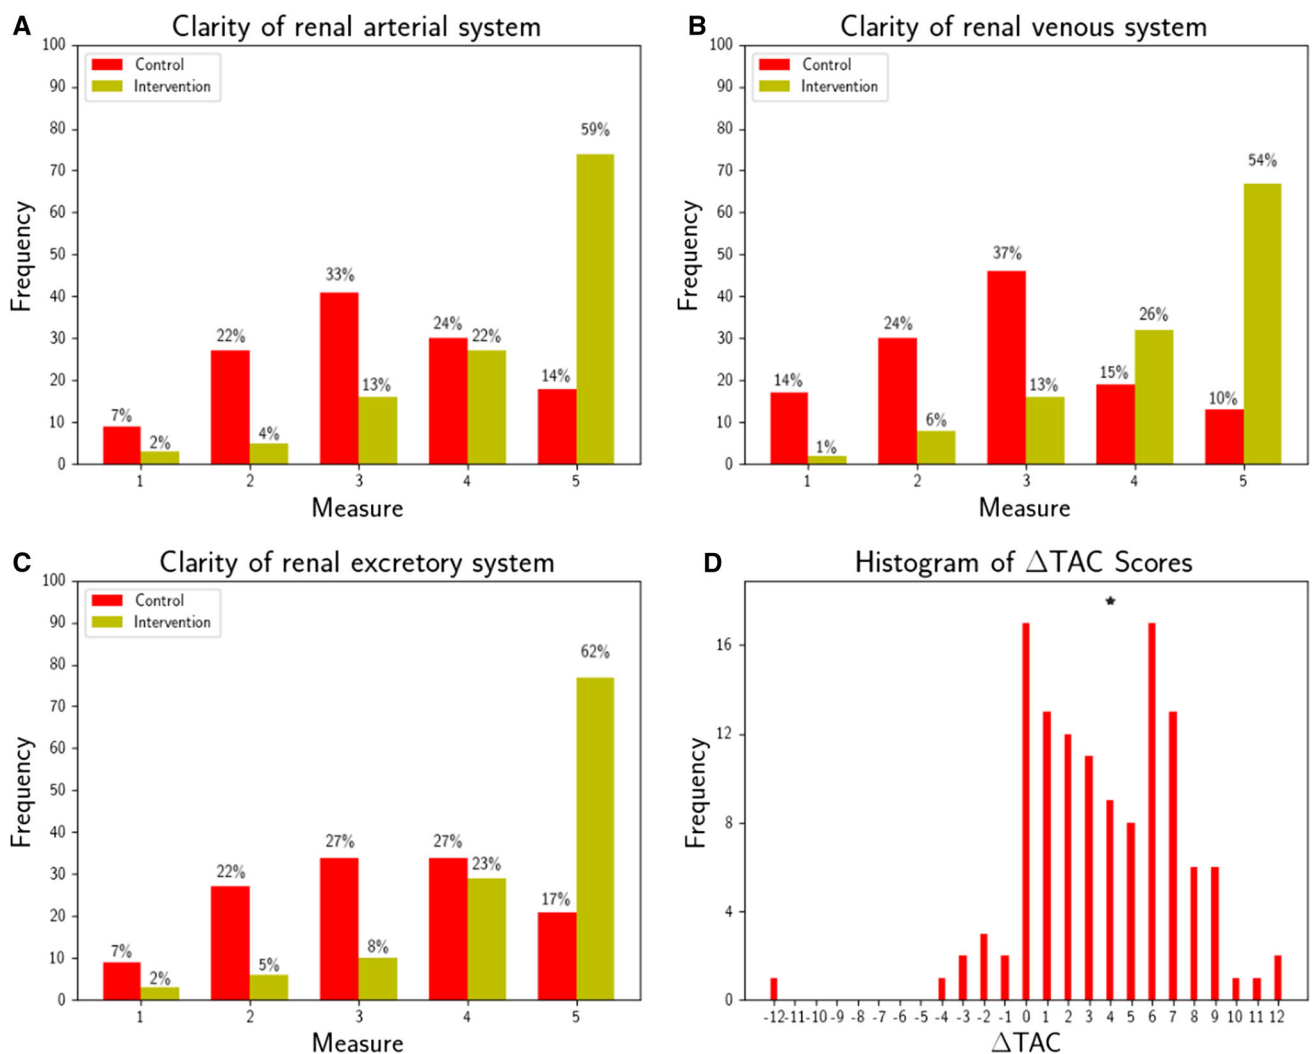 A
Clarity of renal arterial system
100
90
80
70
60
50
40
30
20
10
0
Frequency
Control
Intervention
7%
2%
22%
4%
33%
13%
24%
22%
14%
59%
1 2 3 4 5
Measure
B
Clarity of renal venous system
100
90
80
70
60
50
40
30
20
10
0
Frequency
Control
Intervention
14%
1%
24%
6%
37%
13%
15%
26%
10%
54%
1 2 3 4 5
Measure
C
Clarity of renal excretory system
100
90
80
70
60
50
40
30
20
10
0
Frequency
Control
Intervention
7%
2%
22%
5%
27%
8%
27%
23%
17%
62%
1 2 3 4 5
Measure
D
Histogram of ΔTAC Scores
*
16
12
8
4
0
Frequency
-12 -11 -10 -9 -8 -7 -6 -5 -4 -3 -2 -1 0 1 2 3 4 5 6 7 8 9 10 11 12
ΔTAC